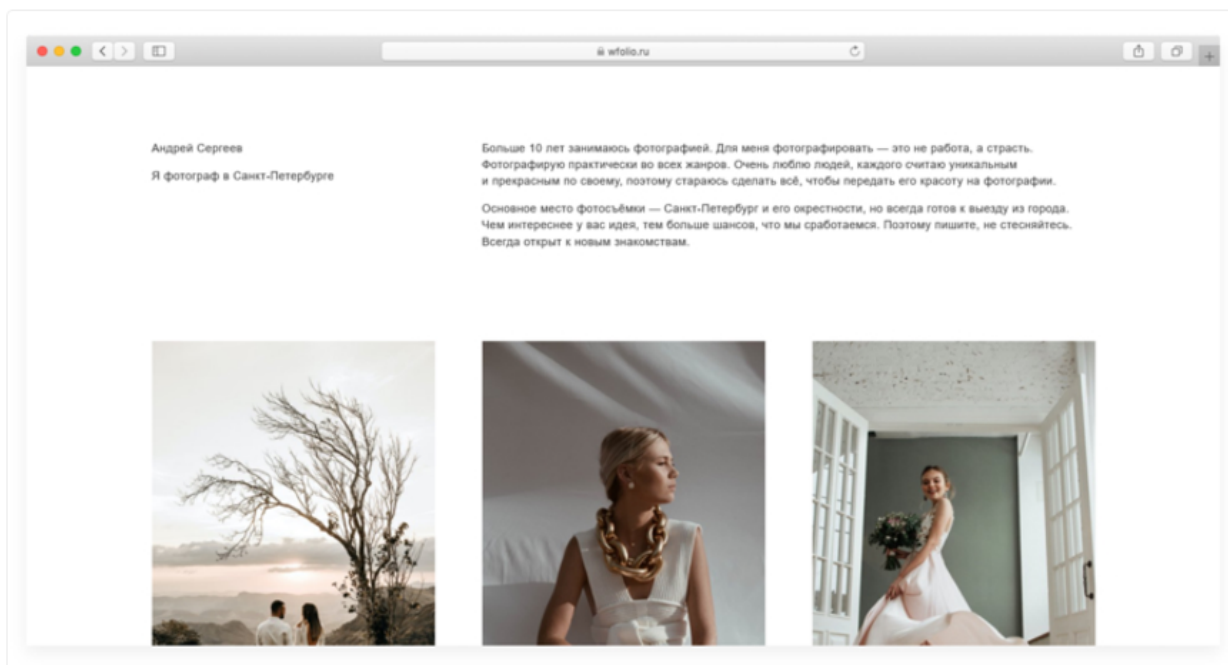 wfolio.ru
Андрей Сергеев
Я фотограф в Санкт-Петербурге
Больше 10 лет занимаюсь фотографией. Для меня фотографировать — это не работа, а страсть.
Фотографирую практически во всех жанров. Очень люблю людей, каждого считаю уникальным
и прекрасным по своему, поэтому стараюсь сделать всё, чтобы передать его красоту на фотографии.
Основное место фотосъёмки — Санкт-Петербург и его окрестности, но всегда готов к выезду из города.
Чем интереснее у вас идея, тем больше шансов, что мы сработаемся. Поэтому пишите, не стесняйтесь.
Всегда открыт к новым знакомствам.